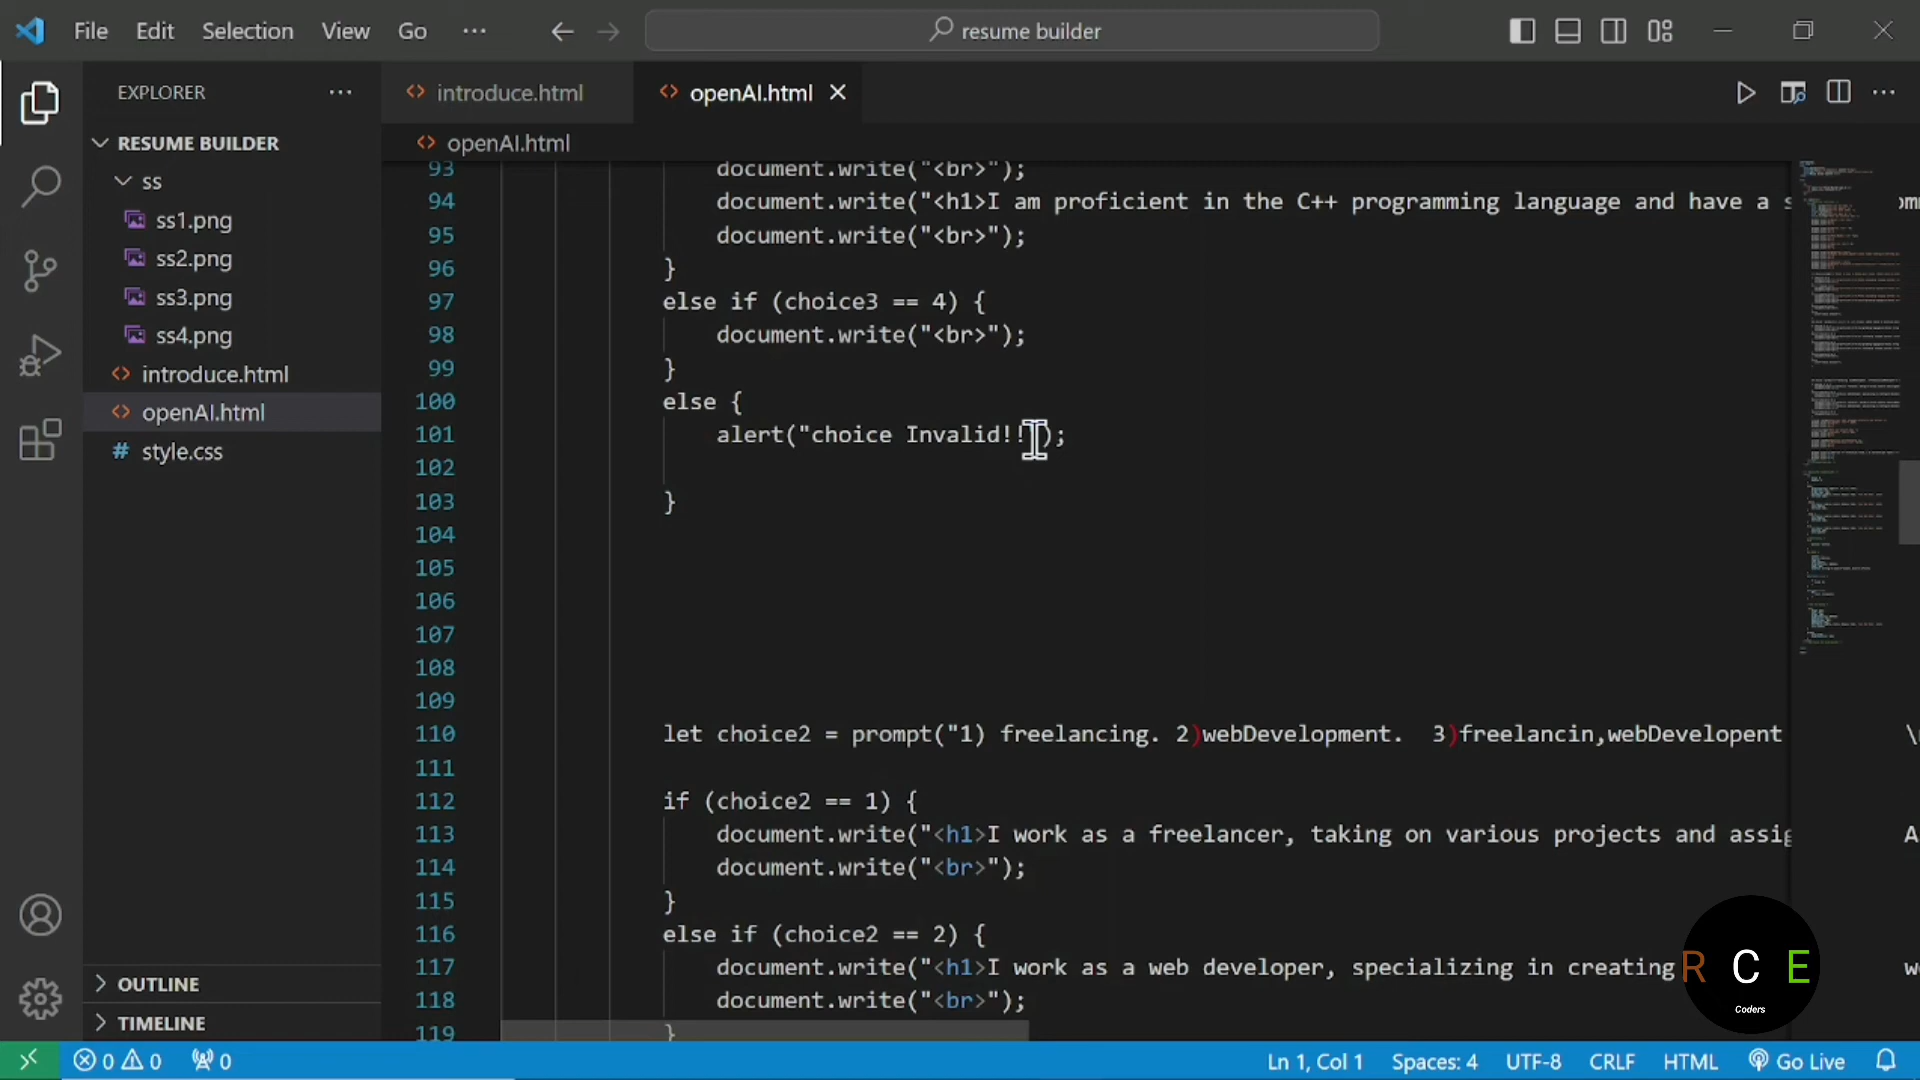 File Edit Selection View Go ··· resume builder
EXPLORER ···
introduce.html
openAI.html
RESUME BUILDER
ss
ss1.png
ss2.png
ss3.png
ss4.png
introduce.html
openAI.html
# style.css
OUTLINE
TIMELINE
openAI.html
93 document.write("<br>");
94 document.write("<h1>I am proficient in the C++ programming language and have a s
95 document.write("<br>");
96 }
97 else if (choice3 == 4) {
98 document.write("<br>");
99 }
100 else {
101 alert("choice Invalid!!");
102
103 }
104
105
106
107
108
109
110 let choice2 = prompt("1) freelancing. 2)webDevelopment. 3)freelancin,webDevelopent
111
112 if (choice2 == 1) {
113 document.write("<h1>I work as a freelancer, taking on various projects and assig
114 document.write("<br>");
115 }
116 else if (choice2 == 2) {
117 document.write("<h1>I work as a web developer, specializing in creating
118 document.write("<br>");
119 }
R C E
Coders
0 0 0 Ln 1, Col 1 Spaces: 4 UTF-8 CRLF HTML Go Live